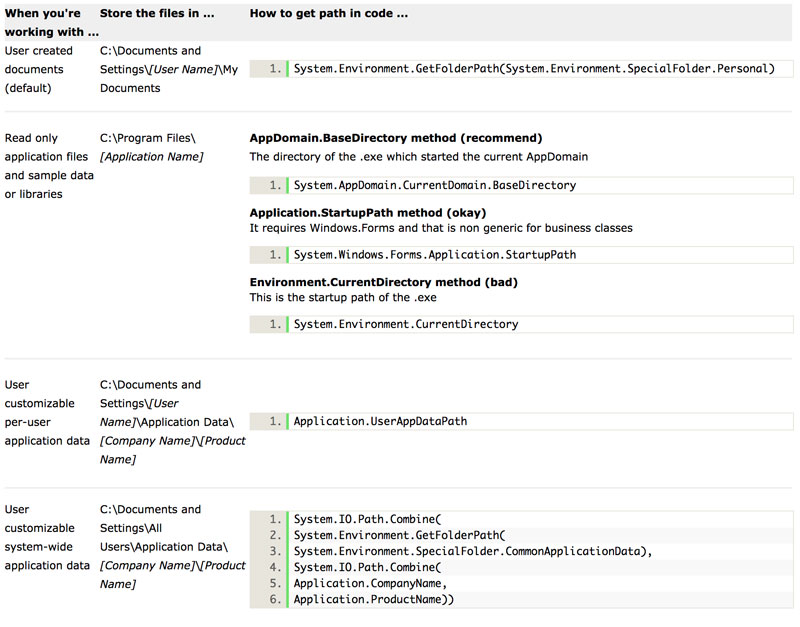 When you're working with ...
Store the files in ...
How to get path in code ...
User created
documents
(default)
C:\Documents and
Settings\[User Name]\My
Documents
1. System.Environment.GetFolderPath(System.Environment.SpecialFolder.Personal)
Read only
application files
and sample data
or libraries
C:\Program Files\
[Application Name]
AppDomain.BaseDirectory method (recommend)
The directory of the .exe which started the current AppDomain
1. System.AppDomain.CurrentDomain.BaseDirectory
Application.StartupPath method (okay)
It requires Windows.Forms and that is non generic for business classes
1. System.Windows.Forms.Application.StartupPath
Environment.CurrentDirectory method (bad)
This is the startup path of the .exe
1. System.Environment.CurrentDirectory
User
customizable
per-user
application data
C:\Documents and
Settings\[User
Name]\Application Data\
[Company Name]\[Product
Name]
1. Application.UserAppDataPath
User
customizable
system-wide
application data
C:\Documents and
Settings\All
Users\Application Data\
[Company Name]\[Product
Name]
1. System.IO.Path.Combine(
2. System.Environment.GetFolderPath(
3. System.Environment.SpecialFolder.CommonApplicationData),
4. System.IO.Path.Combine(
5. Application.CompanyName,
6. Application.ProductName))